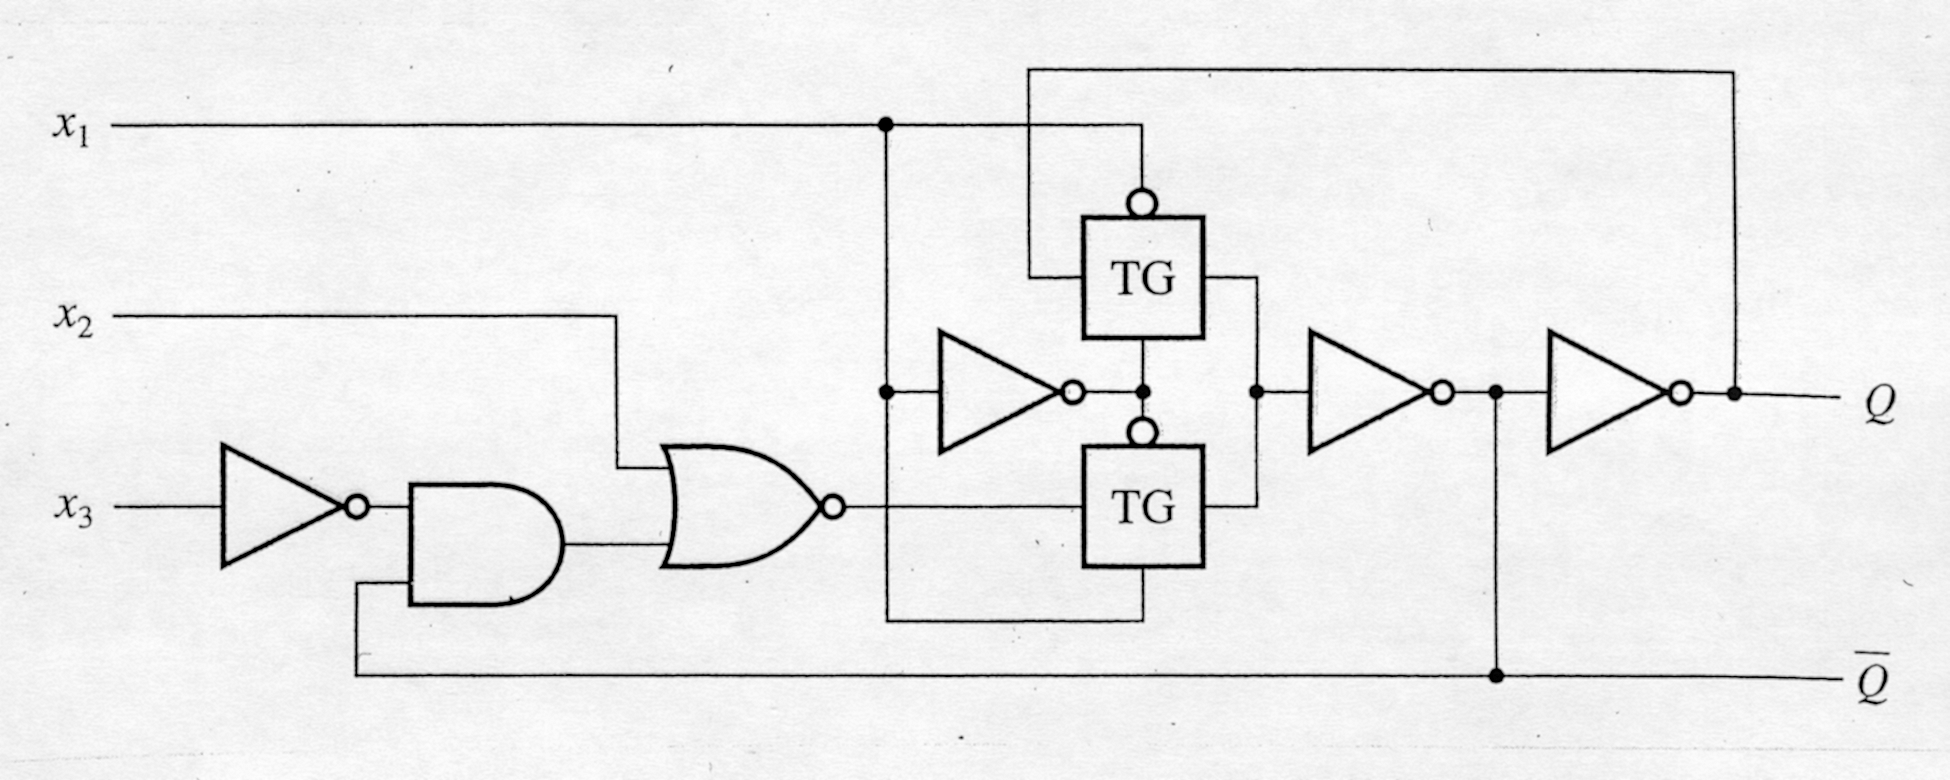 x₁
TG
x₂
Q
x₃
TG
Q̅